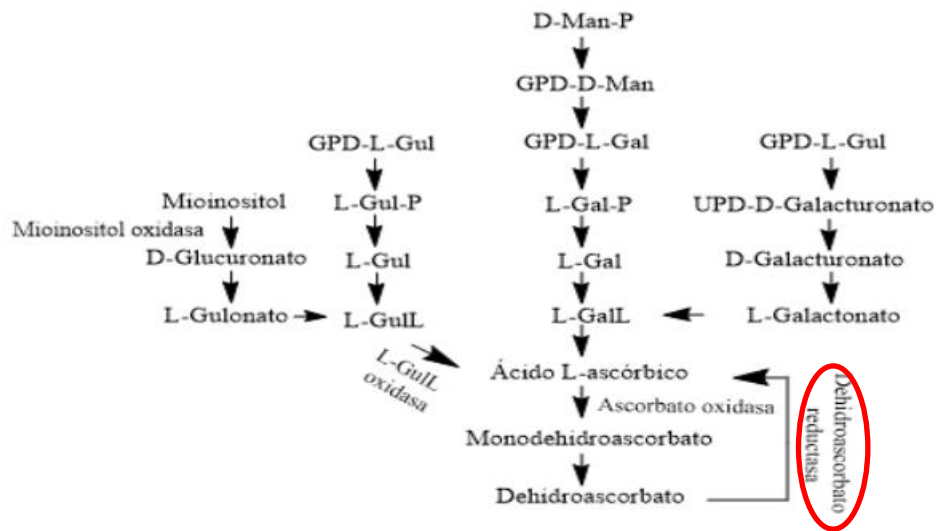 D-Man-P
GPD-D-Man
GPD-L-Gul
GPD-L-Gal
GPD-L-Gul
Mioinositol
L-Gul-P
L-Gal-P
UPD-D-Galacturonato
Mioinositol oxidasa
D-Glucuronato
L-Gul
L-Gal
D-Galacturonato
L-Gulonato
L-GulL
L-GalL
L-Galactonato
L-GulL
oxidasa
Ácido L-ascórbico
Ascorbato oxidasa
Monodehidroascorbato
Dehidroascorbato
Dehidroascorbato
reductasa